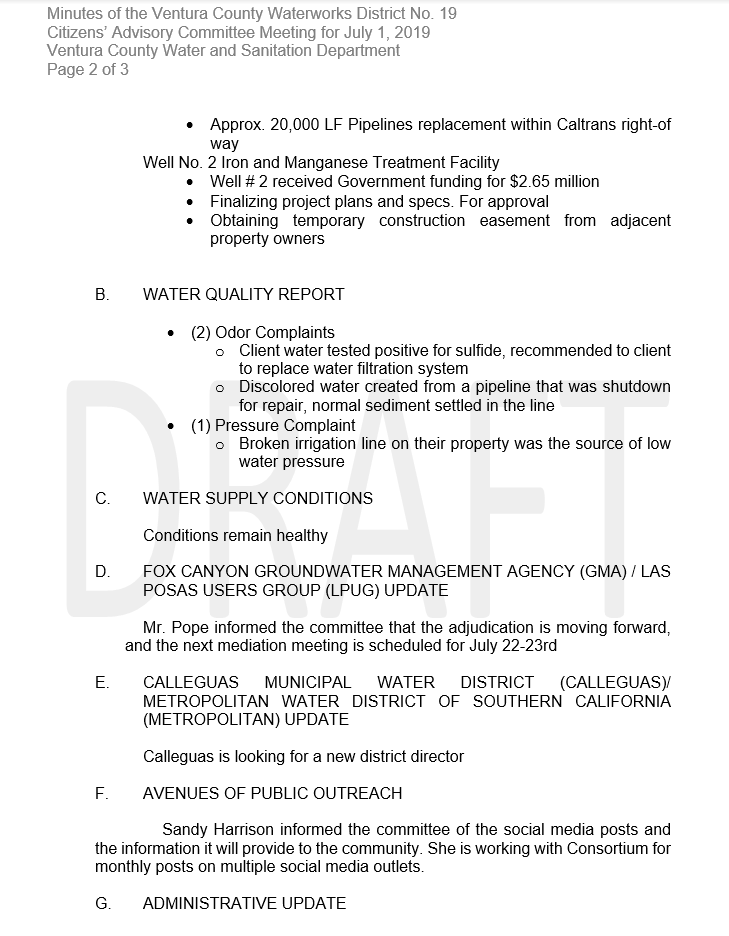 Minutes of the Ventura County Waterworks District No. 19
Citizens' Advisory Committee Meeting for July 1, 2019
Ventura County Water and Sanitation Department
Page 2 of 3
• Approx. 20,000 LF Pipelines replacement within Caltrans right-of
way
Well No. 2 Iron and Manganese Treatment Facility
• Well # 2 received Government funding for $2.65 million
• Finalizing project plans and specs. For approval
• Obtaining temporary construction easement from adjacent
property owners
B. WATER QUALITY REPORT
• (2) Odor Complaints
o Client water tested positive for sulfide, recommended to client
to replace water filtration system
o Discolored water created from a pipeline that was shutdown
for repair, normal sediment settled in the line
• (1) Pressure Complaint
o Broken irrigation line on their property was the source of low
water pressure
C. WATER SUPPLY CONDITIONS
Conditions remain healthy
D. FOX CANYON GROUNDWATER MANAGEMENT AGENCY (GMA) / LAS
POSAS USERS GROUP (LPUG) UPDATE
Mr. Pope informed the committee that the adjudication is moving forward,
and the next mediation meeting is scheduled for July 22-23rd
E. CALLEGUAS MUNICIPAL WATER DISTRICT (CALLEGUAS)/
METROPOLITAN WATER DISTRICT OF SOUTHERN CALIFORNIA
(METROPOLITAN) UPDATE
Calleguas is looking for a new district director
F. AVENUES OF PUBLIC OUTREACH
Sandy Harrison informed the committee of the social media posts and
the information it will provide to the community. She is working with Consortium for
monthly posts on multiple social media outlets.
G. ADMINISTRATIVE UPDATE
DRAFT